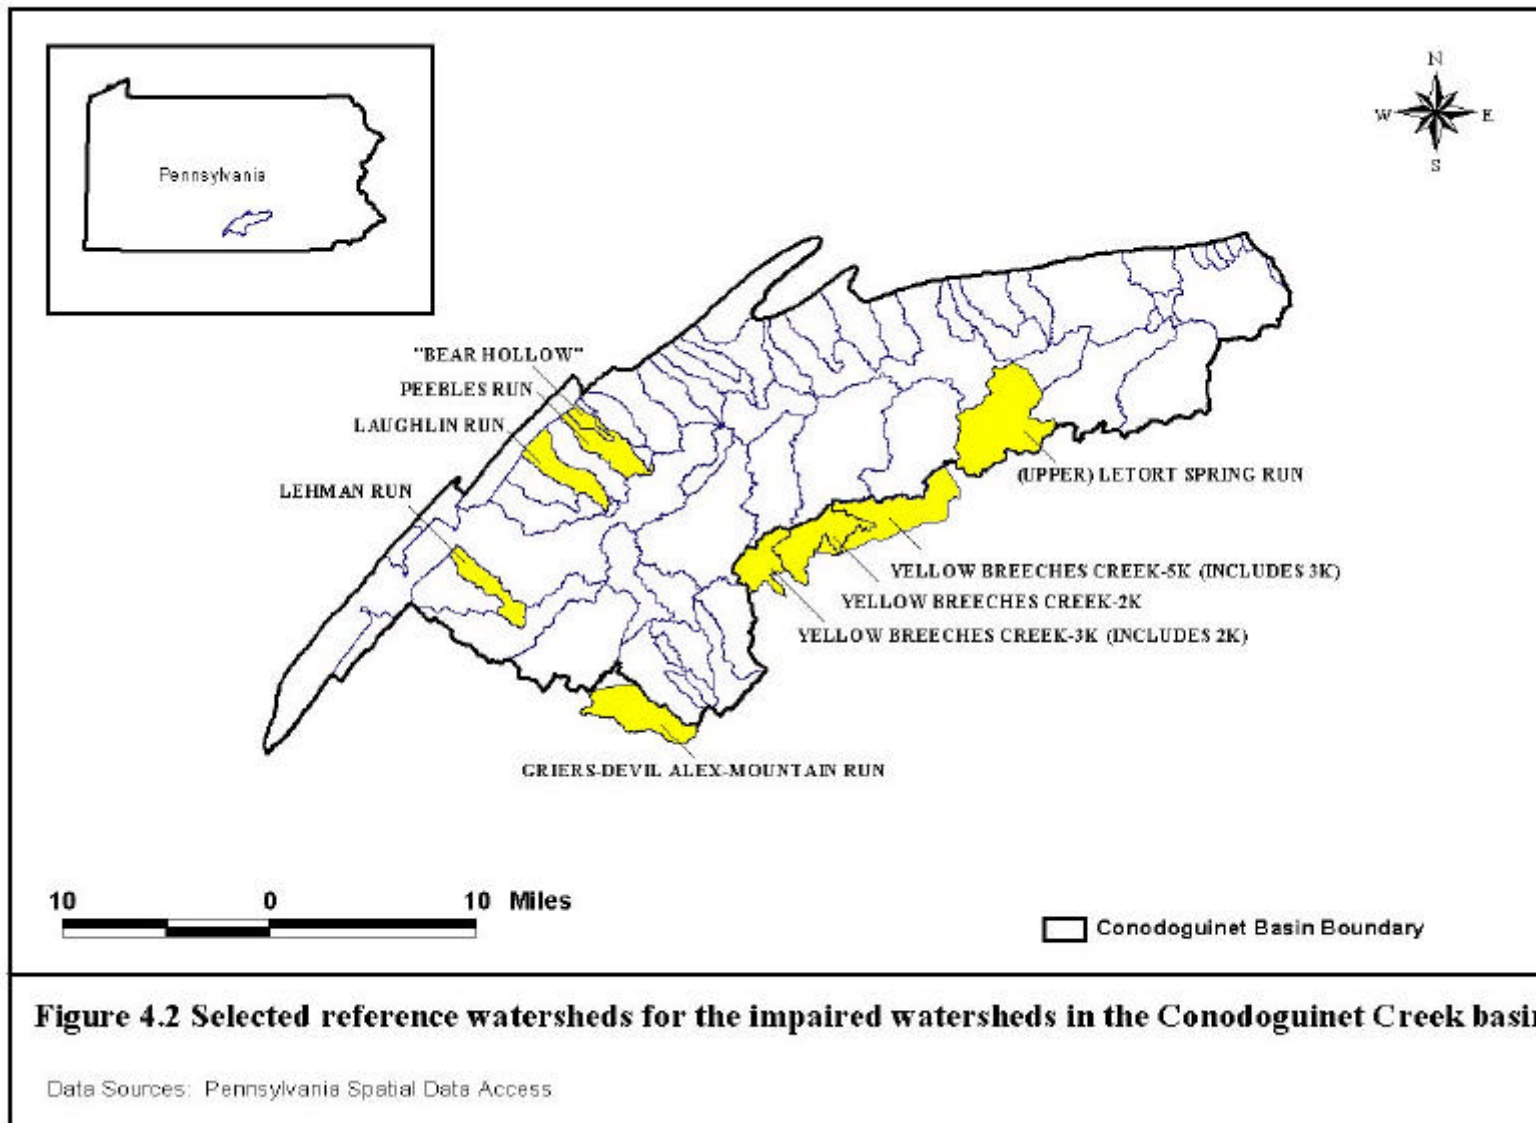 Pennsylvania
N
W E
S
"BEAR HOLLOW"
PEEBLES RUN
LAUGHLIN RUN
LEHMAN RUN
(UPPER) LETORT SPRING RUN
YELLOW BREECHES CREEK-5K (INCLUDES 3K)
YELLOW BREECHES CREEK-2K
YELLOW BREECHES CREEK-3K (INCLUDES 2K)
GRIERS-DEVIL ALEX-MOUNTAIN RUN
10 0 10 Miles
Conodoguinet Basin Boundary
Figure 4.2 Selected reference watersheds for the impaired watersheds in the Conodoguinet Creek basin
Data Sources: Pennsylvania Spatial Data Access